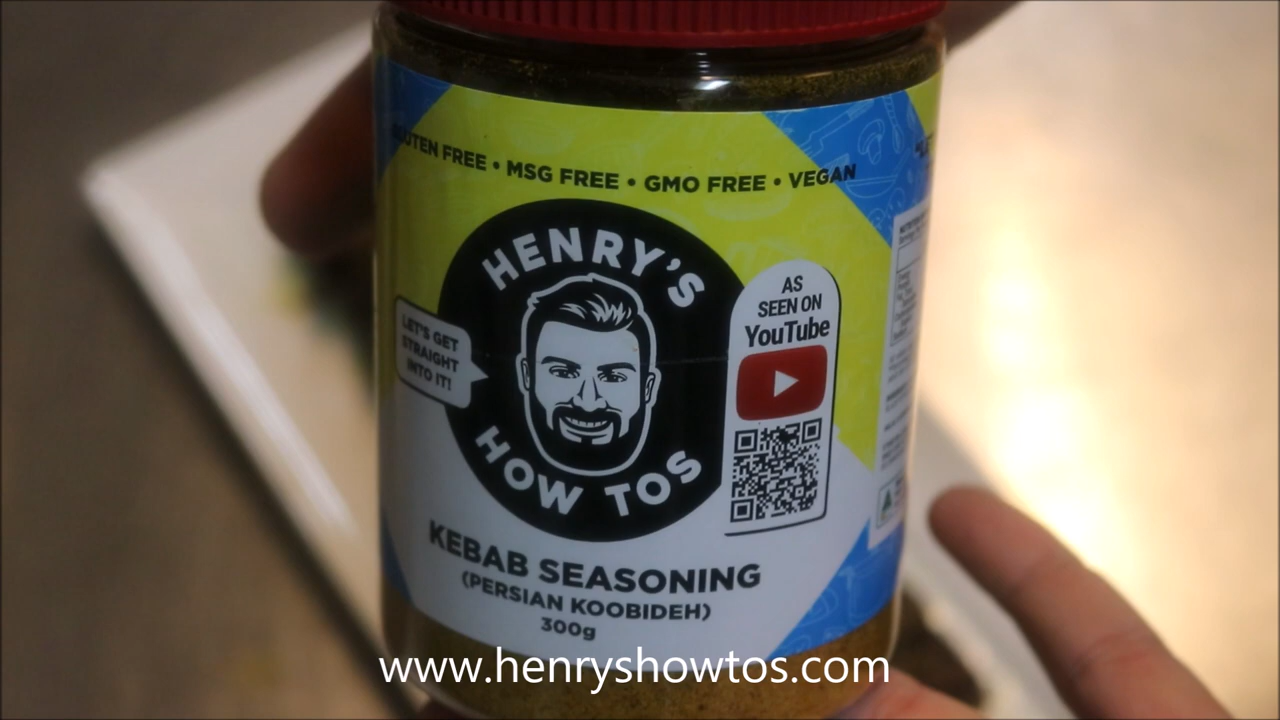 FREE • MSG FREE • GMO FREE • VEGAN
HENRY'S
HOW TOS
LET'S GET
STRAIGHT
INTO IT!
AS
SEEN ON
YouTube
KEBAB SEASONING
(PERSIAN KOOBIDEH)
300g
www.henryshowtos.com